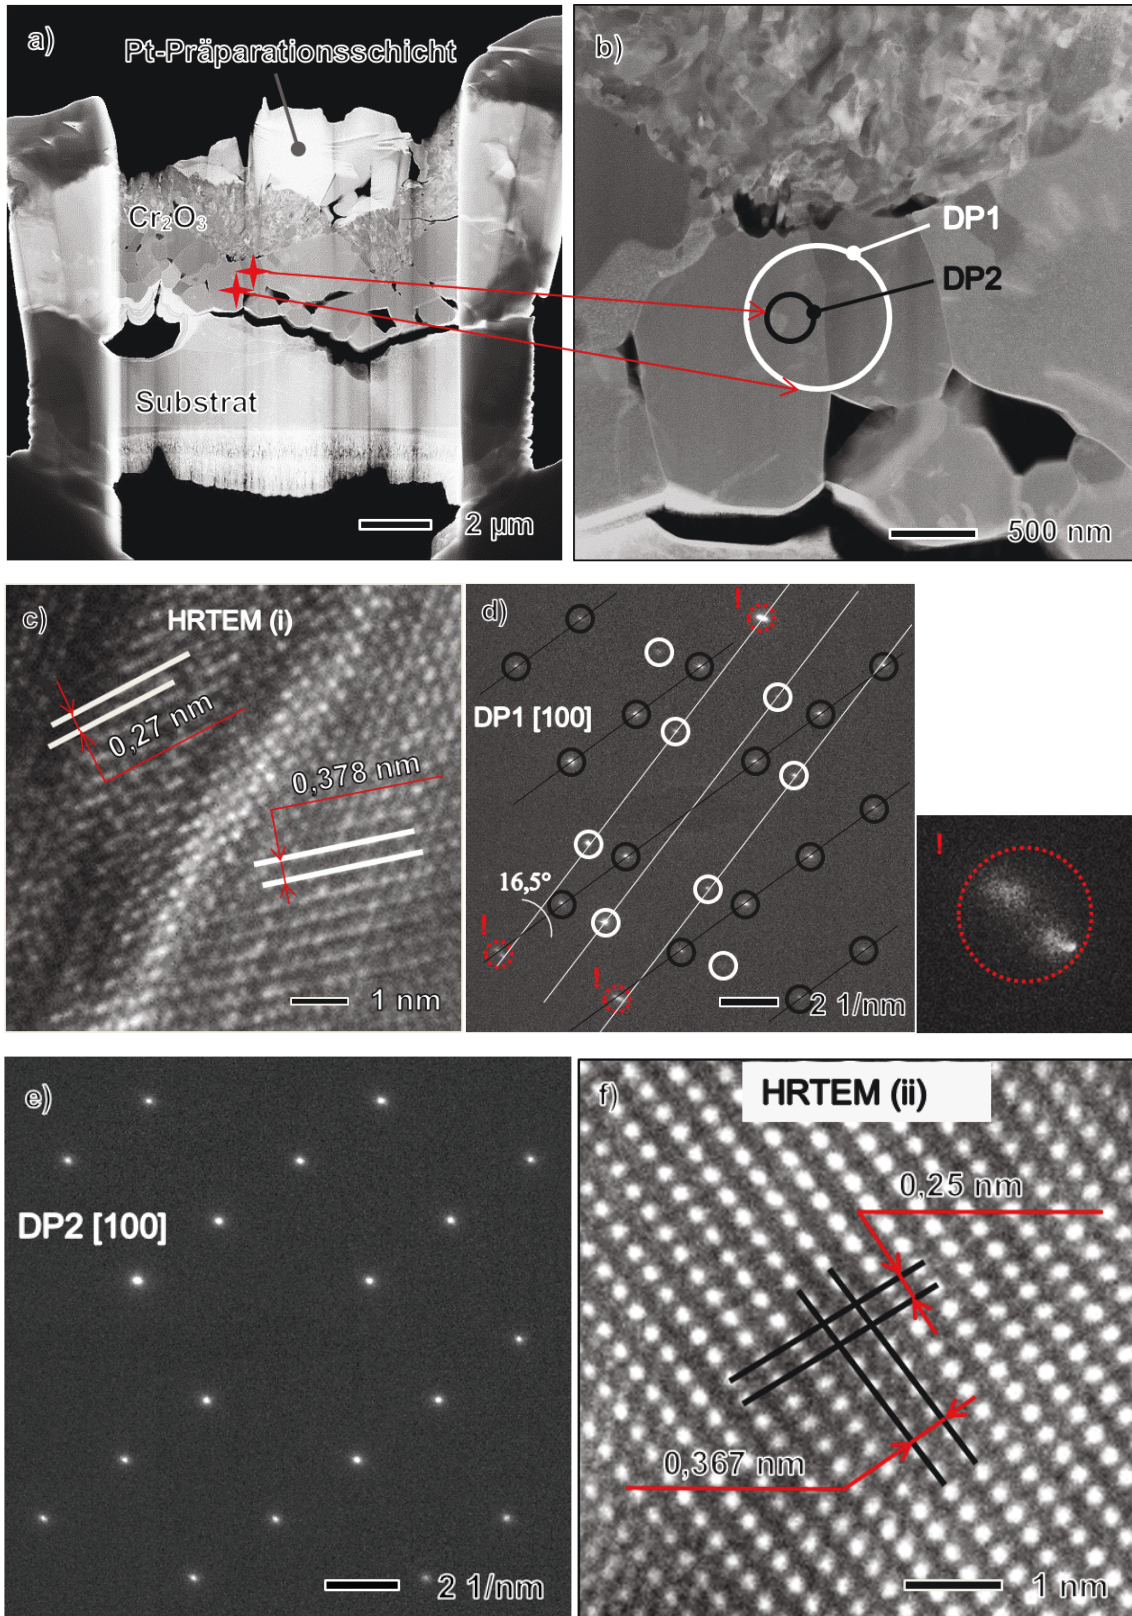 a)
Pt-Präparationsschicht
Cr₂O₃
Substrat
2 µm
b)
DP1
DP2
500 nm
c)
HRTEM (i)
0,27 nm
0,378 nm
1 nm
d)
!
DP1 [100]
16,5°
!
!
2 1/nm
!
e)
DP2 [100]
2 1/nm
f)
HRTEM (ii)
0,25 nm
0,367 nm
1 nm